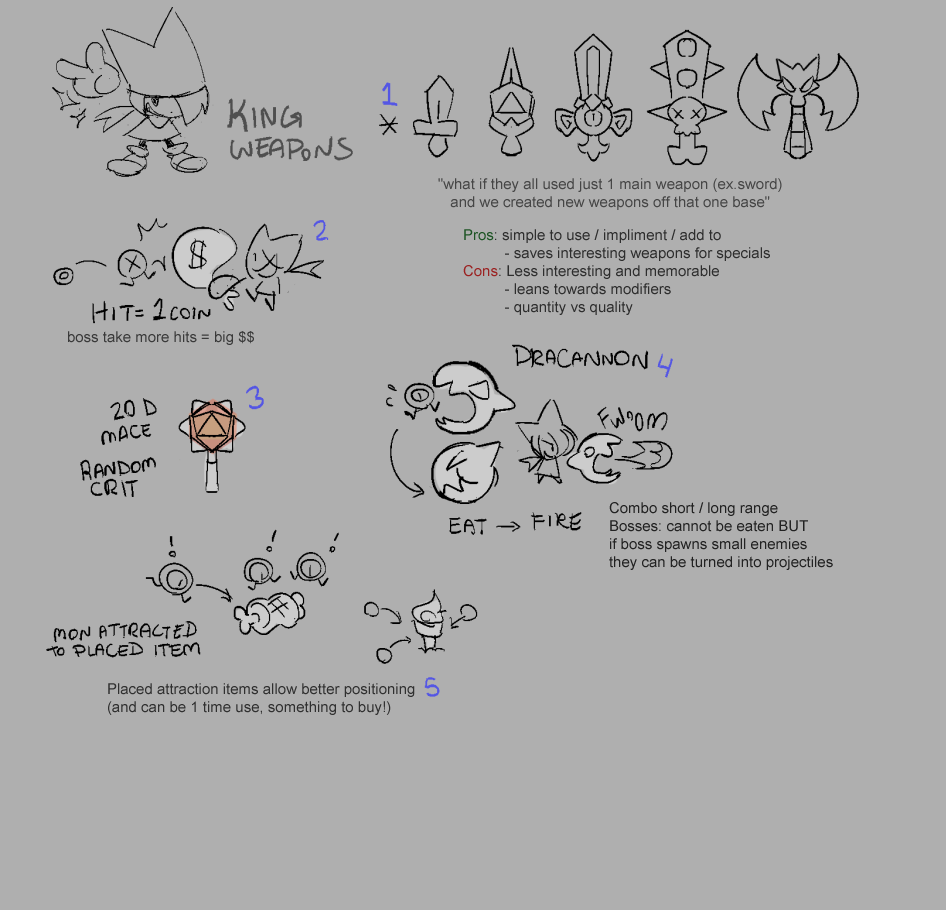 KING
WEAPONS
1
*
"what if they all used just 1 main weapon (ex.sword)
and we created new weapons off that one base"
Pros: simple to use / impliment / add to
- saves interesting weapons for specials
Cons: Less interesting and memorable
- leans towards modifiers
- quantity vs quality
2
$
HIT = 1 COIN
boss take more hits = big $$
3
20 D
MACE
RANDOM
CRIT
DRACANNON 4
FWOOM
EAT → FIRE
Combo short / long range
Bosses: cannot be eaten BUT
if boss spawns small enemies
they can be turned into projectiles
! ! !
MON ATTRACTED
to PLACED ITEM
Placed attraction items allow better positioning 5
(and can be 1 time use, something to buy!)